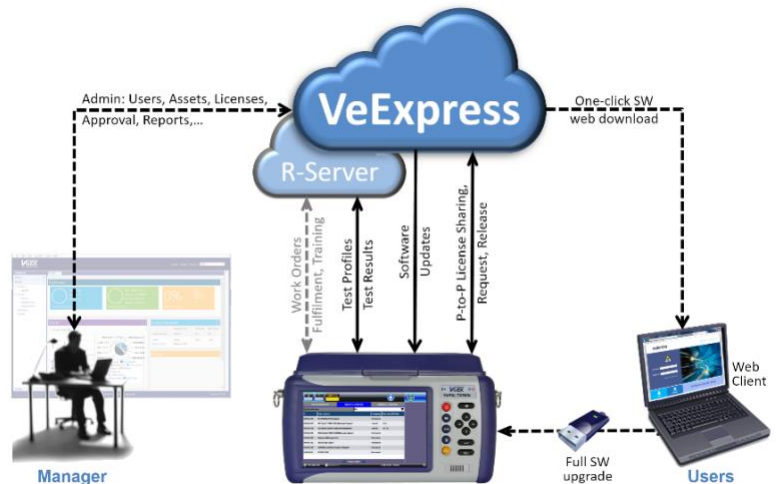 Admin: Users, Assets, Licenses,
Approval, Reports,...
VeExpress
One-click SW
web download
R-Server
Work Orders
Fulfilment, Training
Test Profiles
Test Results
Software
Updates
P-to-P License Sharing,
Request, Release
Web
Client
Full SW
upgrade
Manager
Users